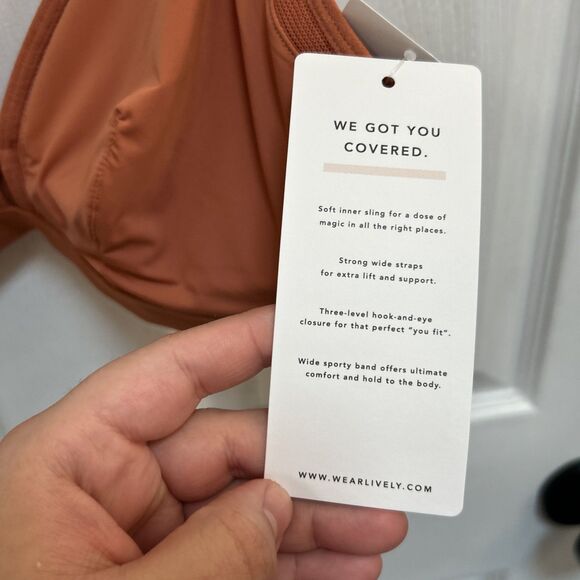 WE GOT YOU
COVERED.
Soft inner sling for a dose of
magic in all the right places.
Strong wide straps
for extra lift and support.
Three-level hook-and-eye
closure for that perfect "you fit".
Wide sporty band offers ultimate
comfort and hold to the body.
WWW.WEARLIVELY.COM